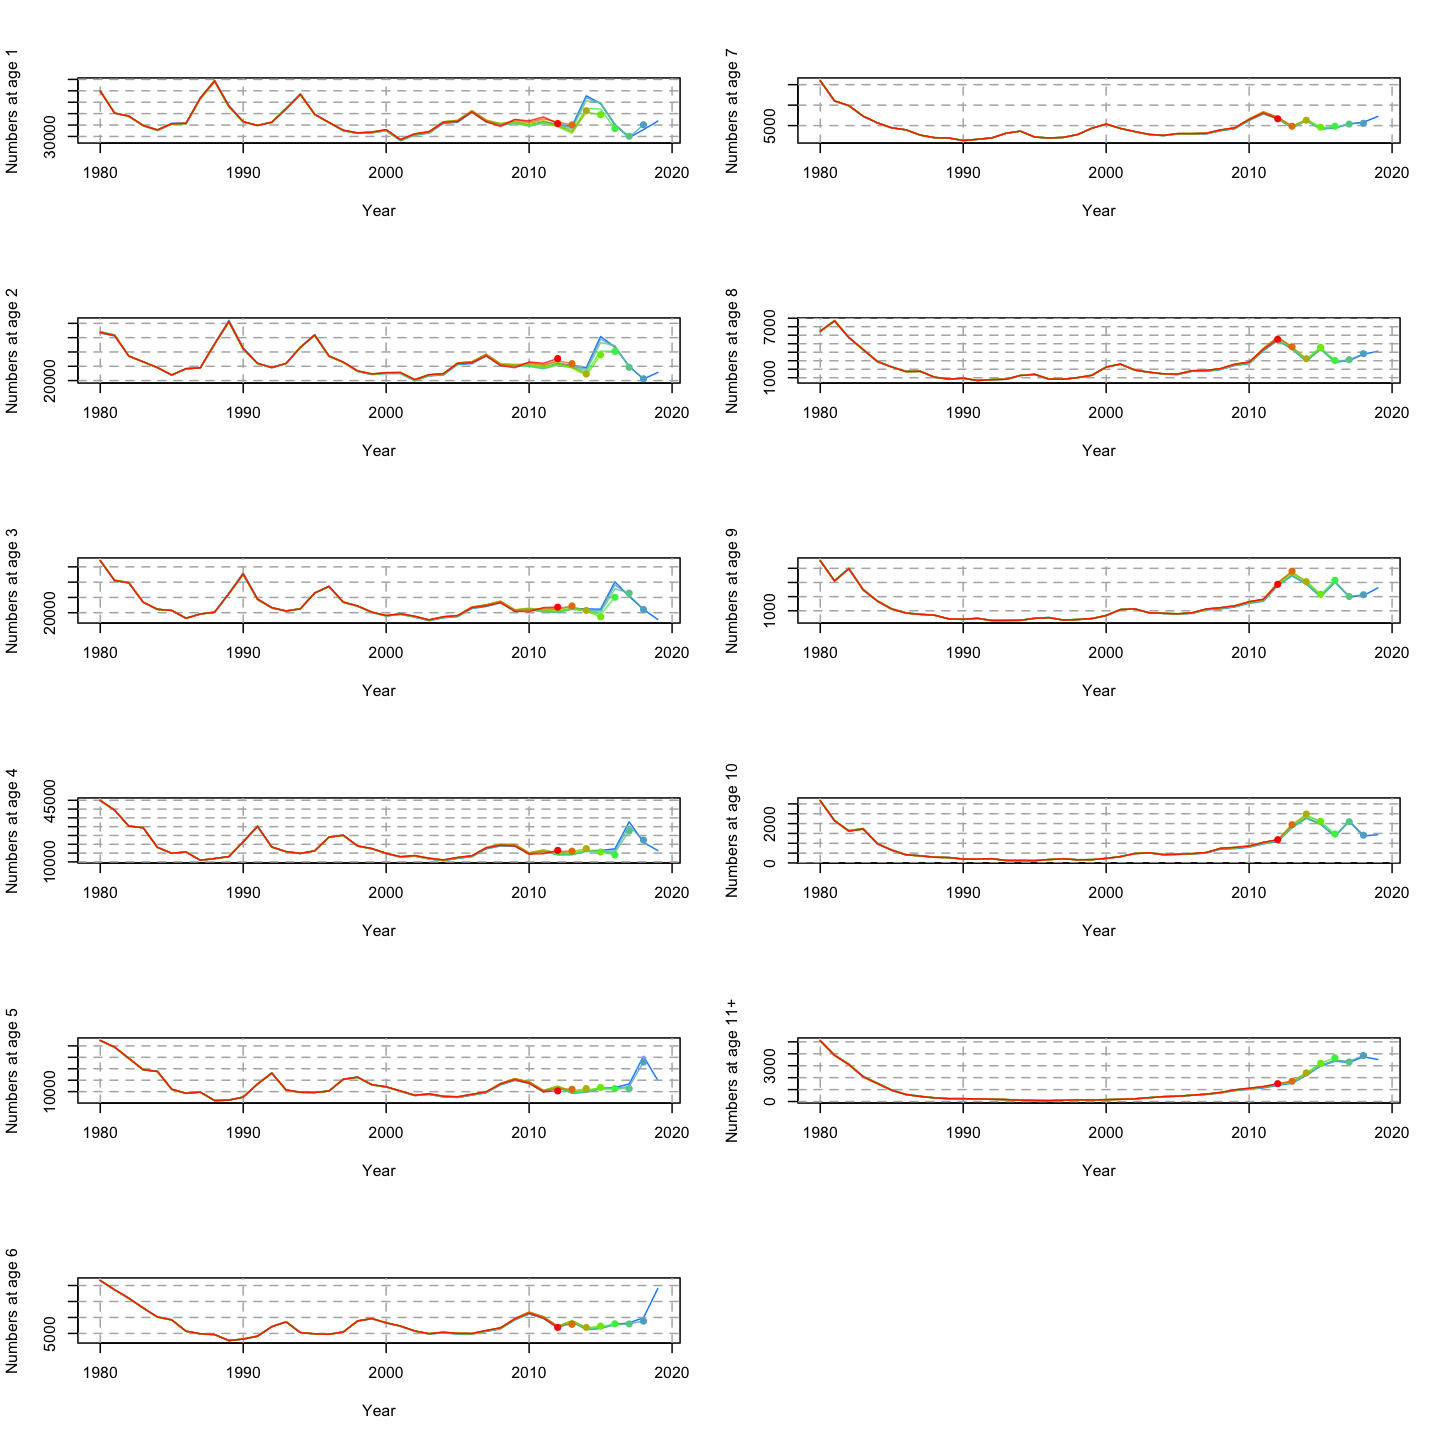 Numbers at age 1
30000
1980 1990 2000 2010 2020
Year
Numbers at age 2
20000
1980 1990 2000 2010 2020
Year
Numbers at age 3
20000
1980 1990 2000 2010 2020
Year
Numbers at age 4
10000 45000
1980 1990 2000 2010 2020
Year
Numbers at age 5
10000
1980 1990 2000 2010 2020
Year
Numbers at age 6
5000
1980 1990 2000 2010 2020
Year
Numbers at age 7
5000
1980 1990 2000 2010 2020
Year
Numbers at age 8
1000 7000
1980 1990 2000 2010 2020
Year
Numbers at age 9
1000
1980 1990 2000 2010 2020
Year
Numbers at age 10
0 2000
1980 1990 2000 2010 2020
Year
Numbers at age 11+
0 3000
1980 1990 2000 2010 2020
Year